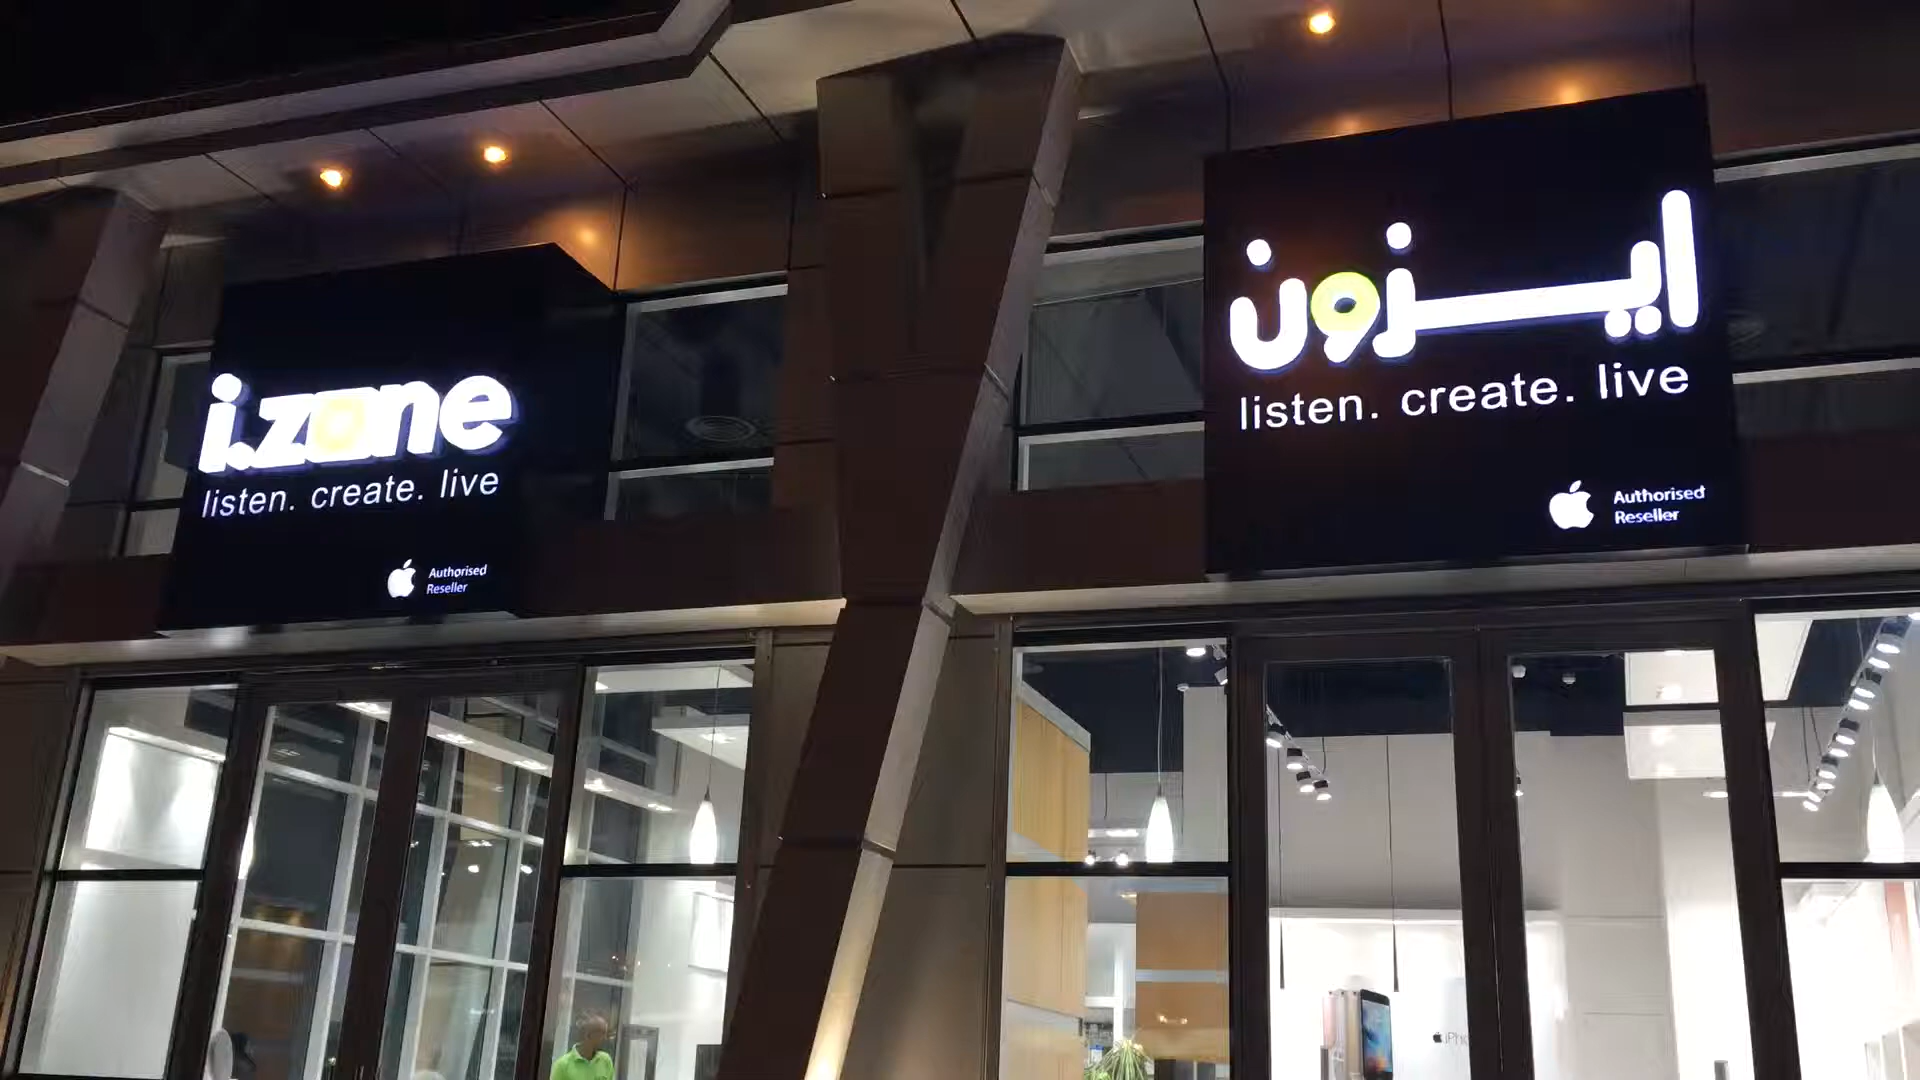 i.zone
listen. create. live
Authorised
Reseller
ايزون
listen. create. live
Authorised
Reseller